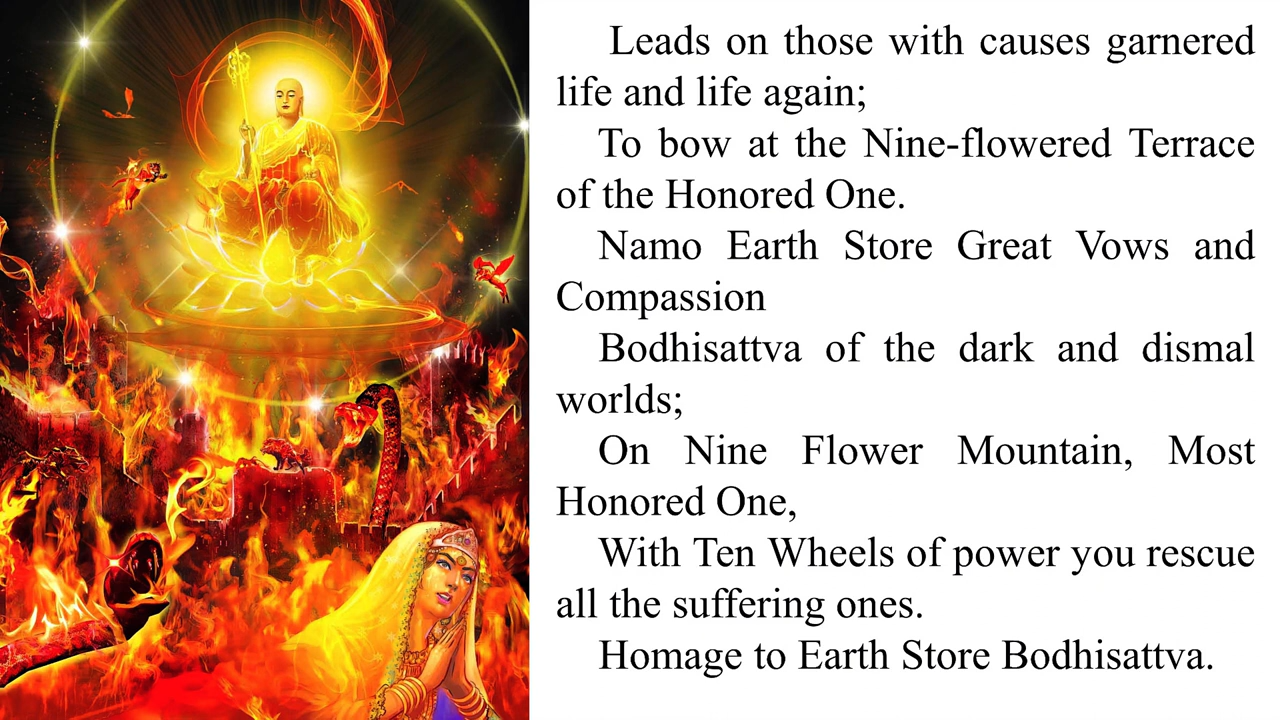 Leads on those with causes garnered
life and life again;
To bow at the Nine-flowered Terrace
of the Honored One.
Namo Earth Store Great Vows and
Compassion
Bodhisattva of the dark and dismal
worlds;
On Nine Flower Mountain, Most
Honored One,
With Ten Wheels of power you rescue
all the suffering ones.
Homage to Earth Store Bodhisattva.